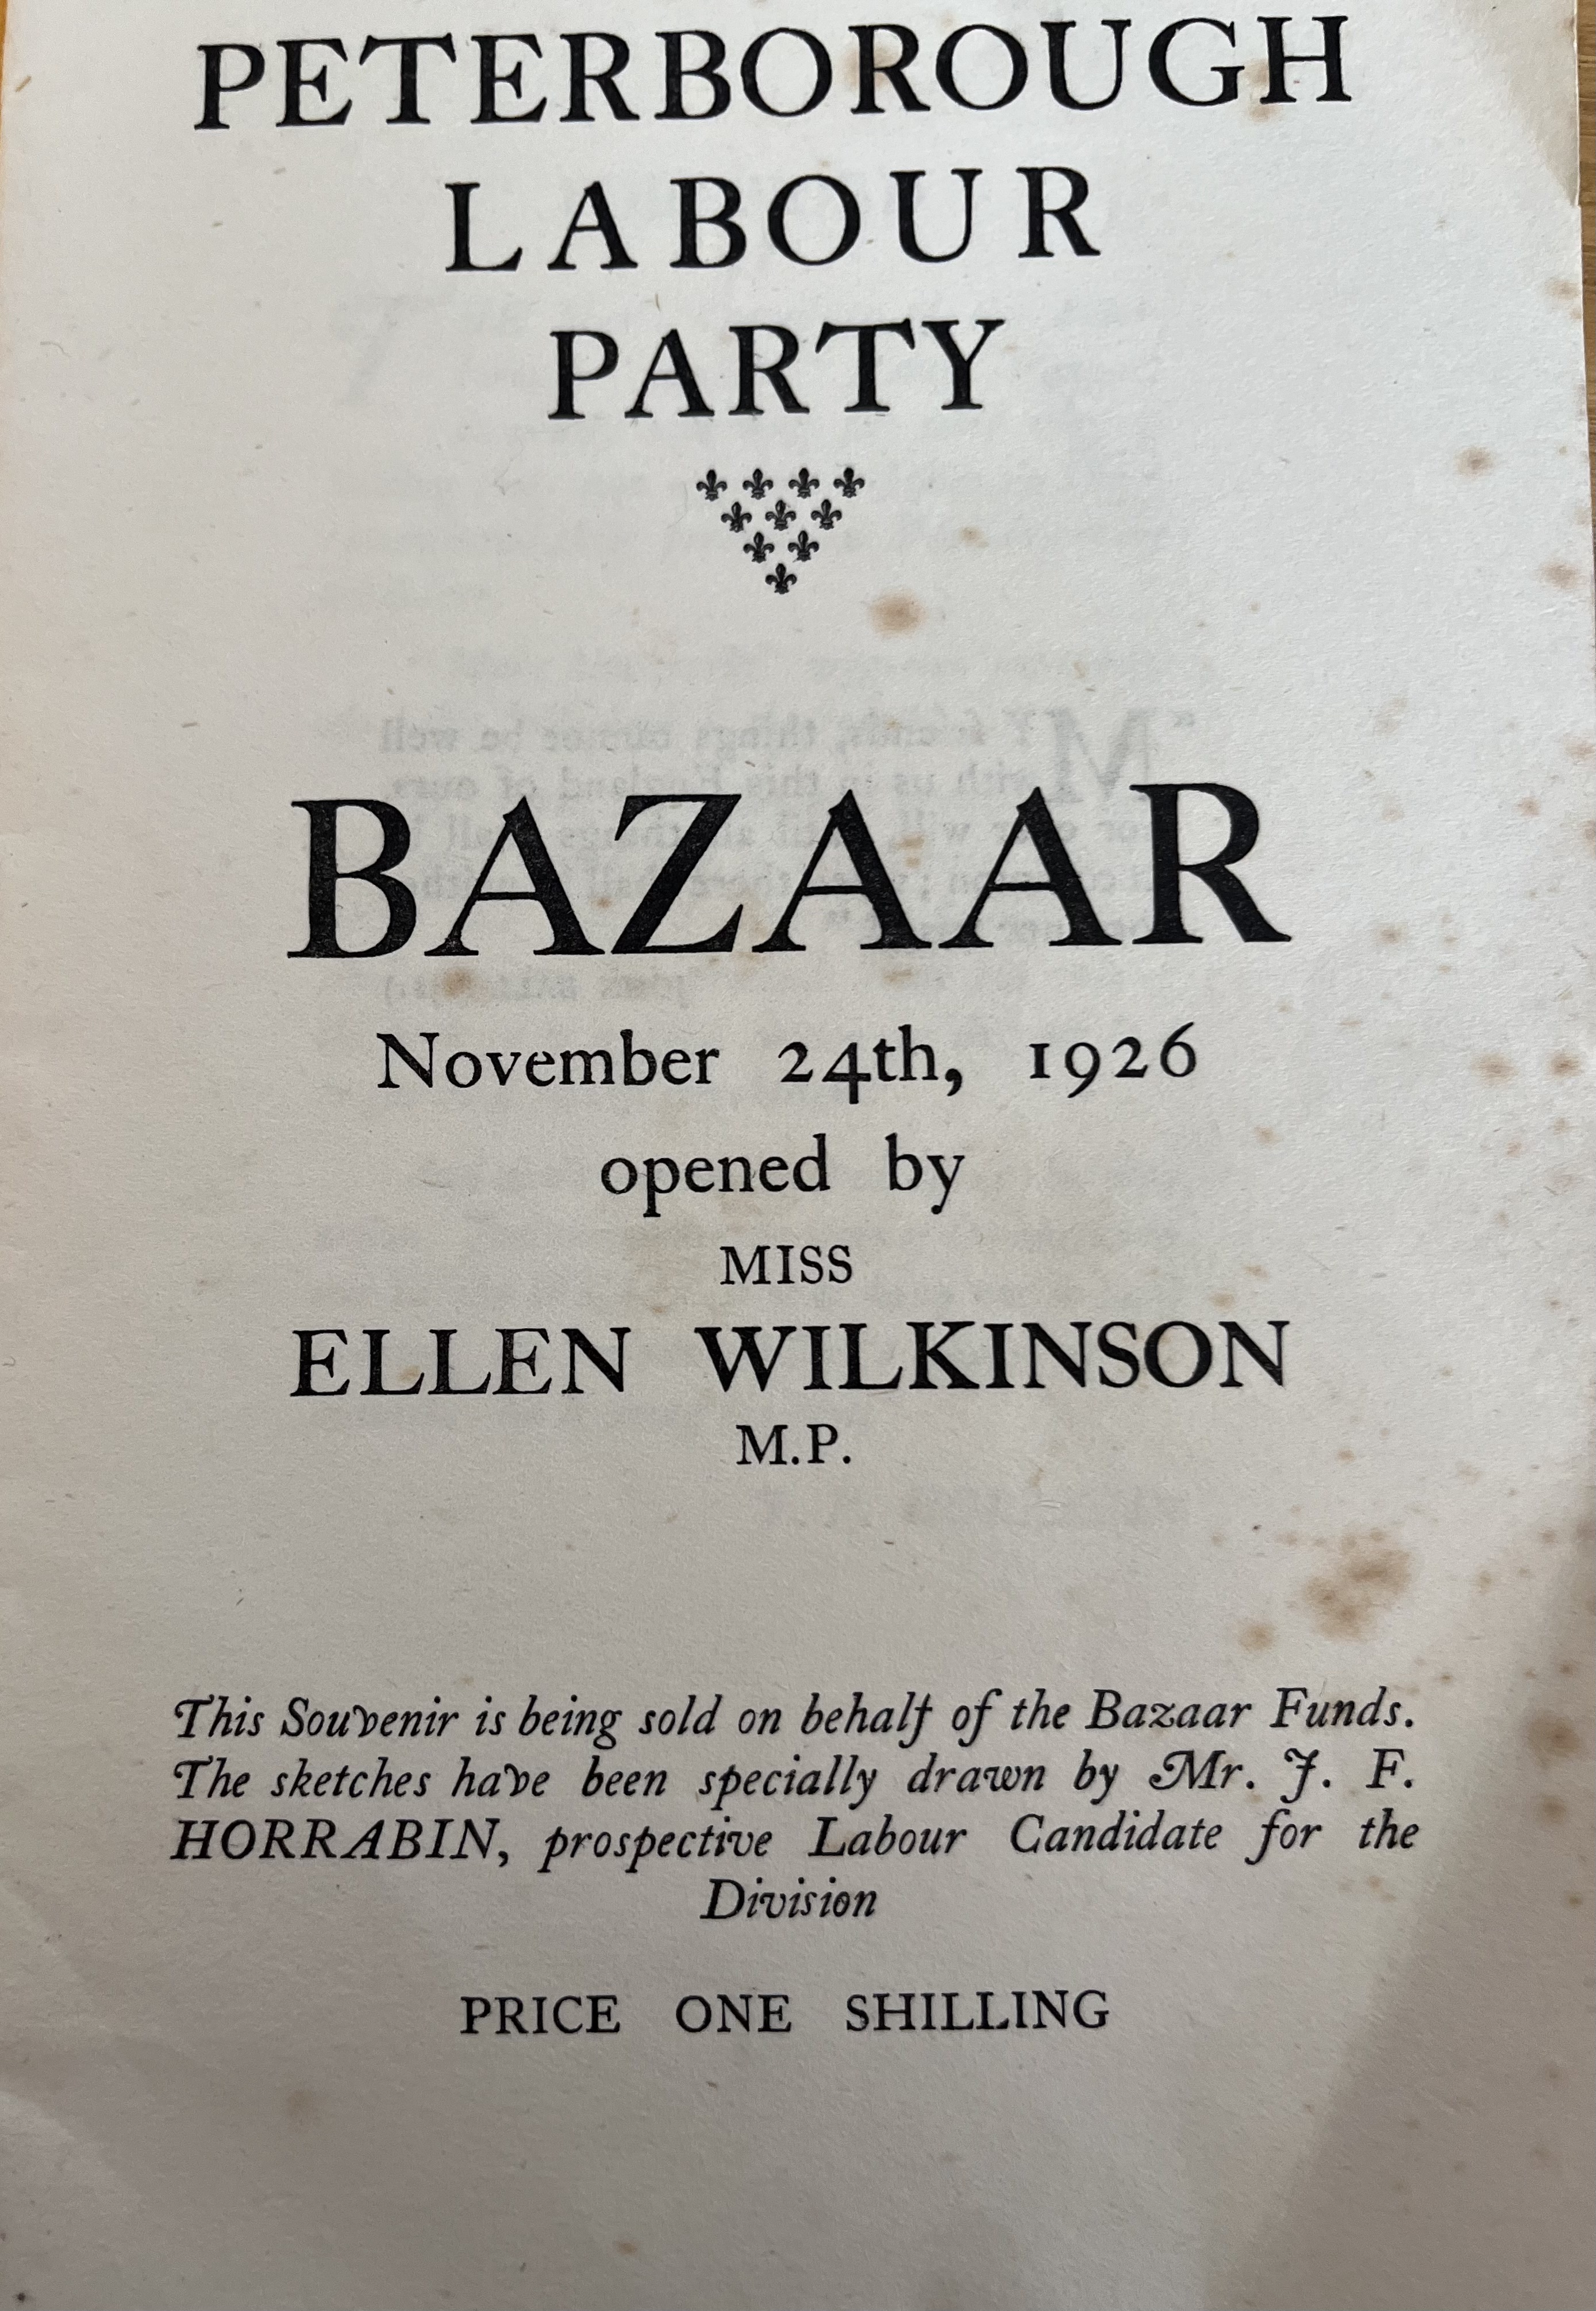 PETERBOROUGH
LABOUR
PARTY
BAZAAR
November 24th, 1926
opened by
MISS
ELLEN WILKINSON
M.P.
This Souvenir is being sold on behalf of the Bazaar Funds.
The sketches have been specially drawn by Mr. J. F.
HORRABIN, prospective Labour Candidate for the
Division
PRICE ONE SHILLING